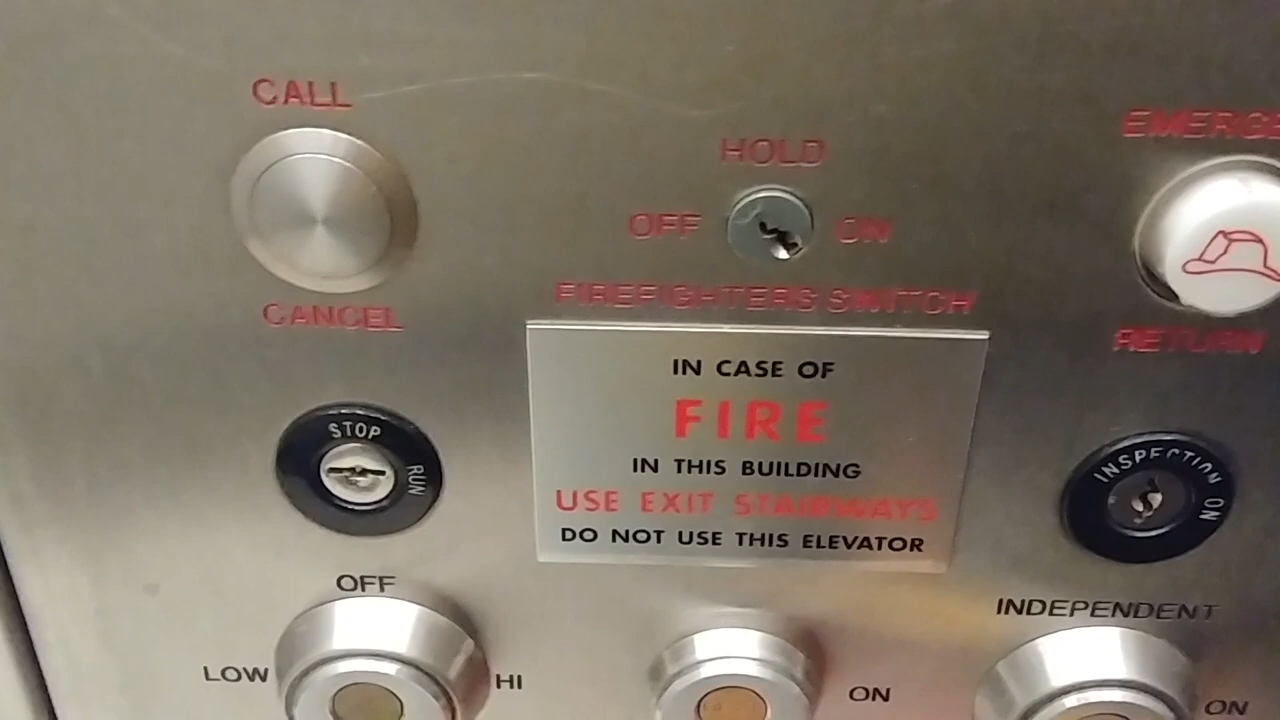 CALL
HOLD
OFF ON
CANCEL
FIREFIGHTERS SWITCH
RETURN
IN CASE OF
FIRE
IN THIS BUILDING
USE EXIT STAIRWAYS
DO NOT USE THIS ELEVATOR
STOP
RUN
INSPECTION ON
OFF
LOW HI
ON
INDEPENDENT
ON